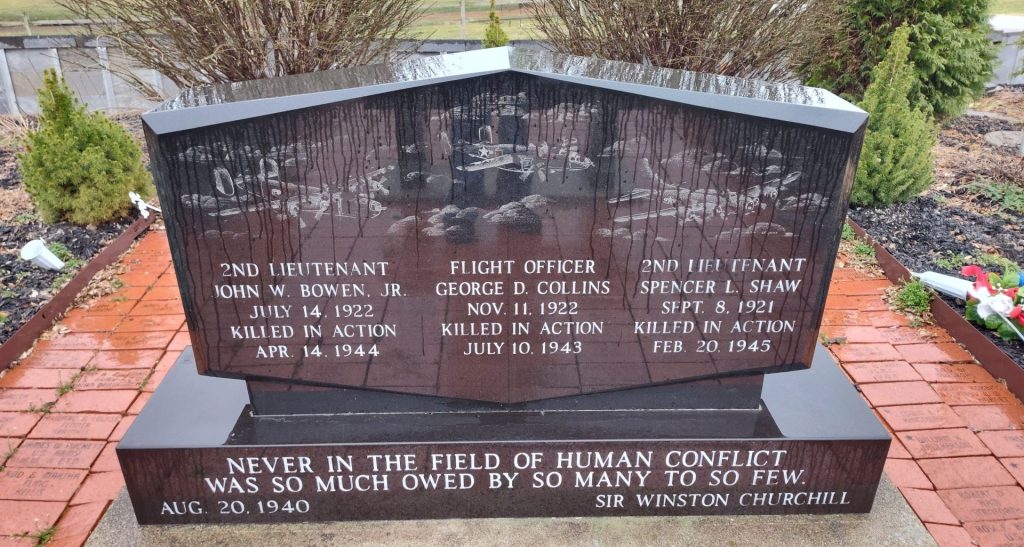 2ND LIEUTENANT
JOHN W. BOWEN, JR.
JULY 14, 1922
KILLED IN ACTION
APR. 14, 1944
FLIGHT OFFICER
GEORGE D. COLLINS
NOV. 11, 1922
KILLED IN ACTION
JULY 10, 1943
2ND LIEUTENANT
SPENCER L. SHAW
SEPT. 8, 1921
KILLED IN ACTION
FEB. 20, 1945
NEVER IN THE FIELD OF HUMAN CONFLICT
WAS SO MUCH OWED BY SO MANY TO SO FEW.
AUG. 20, 1940
SIR WINSTON CHURCHILL